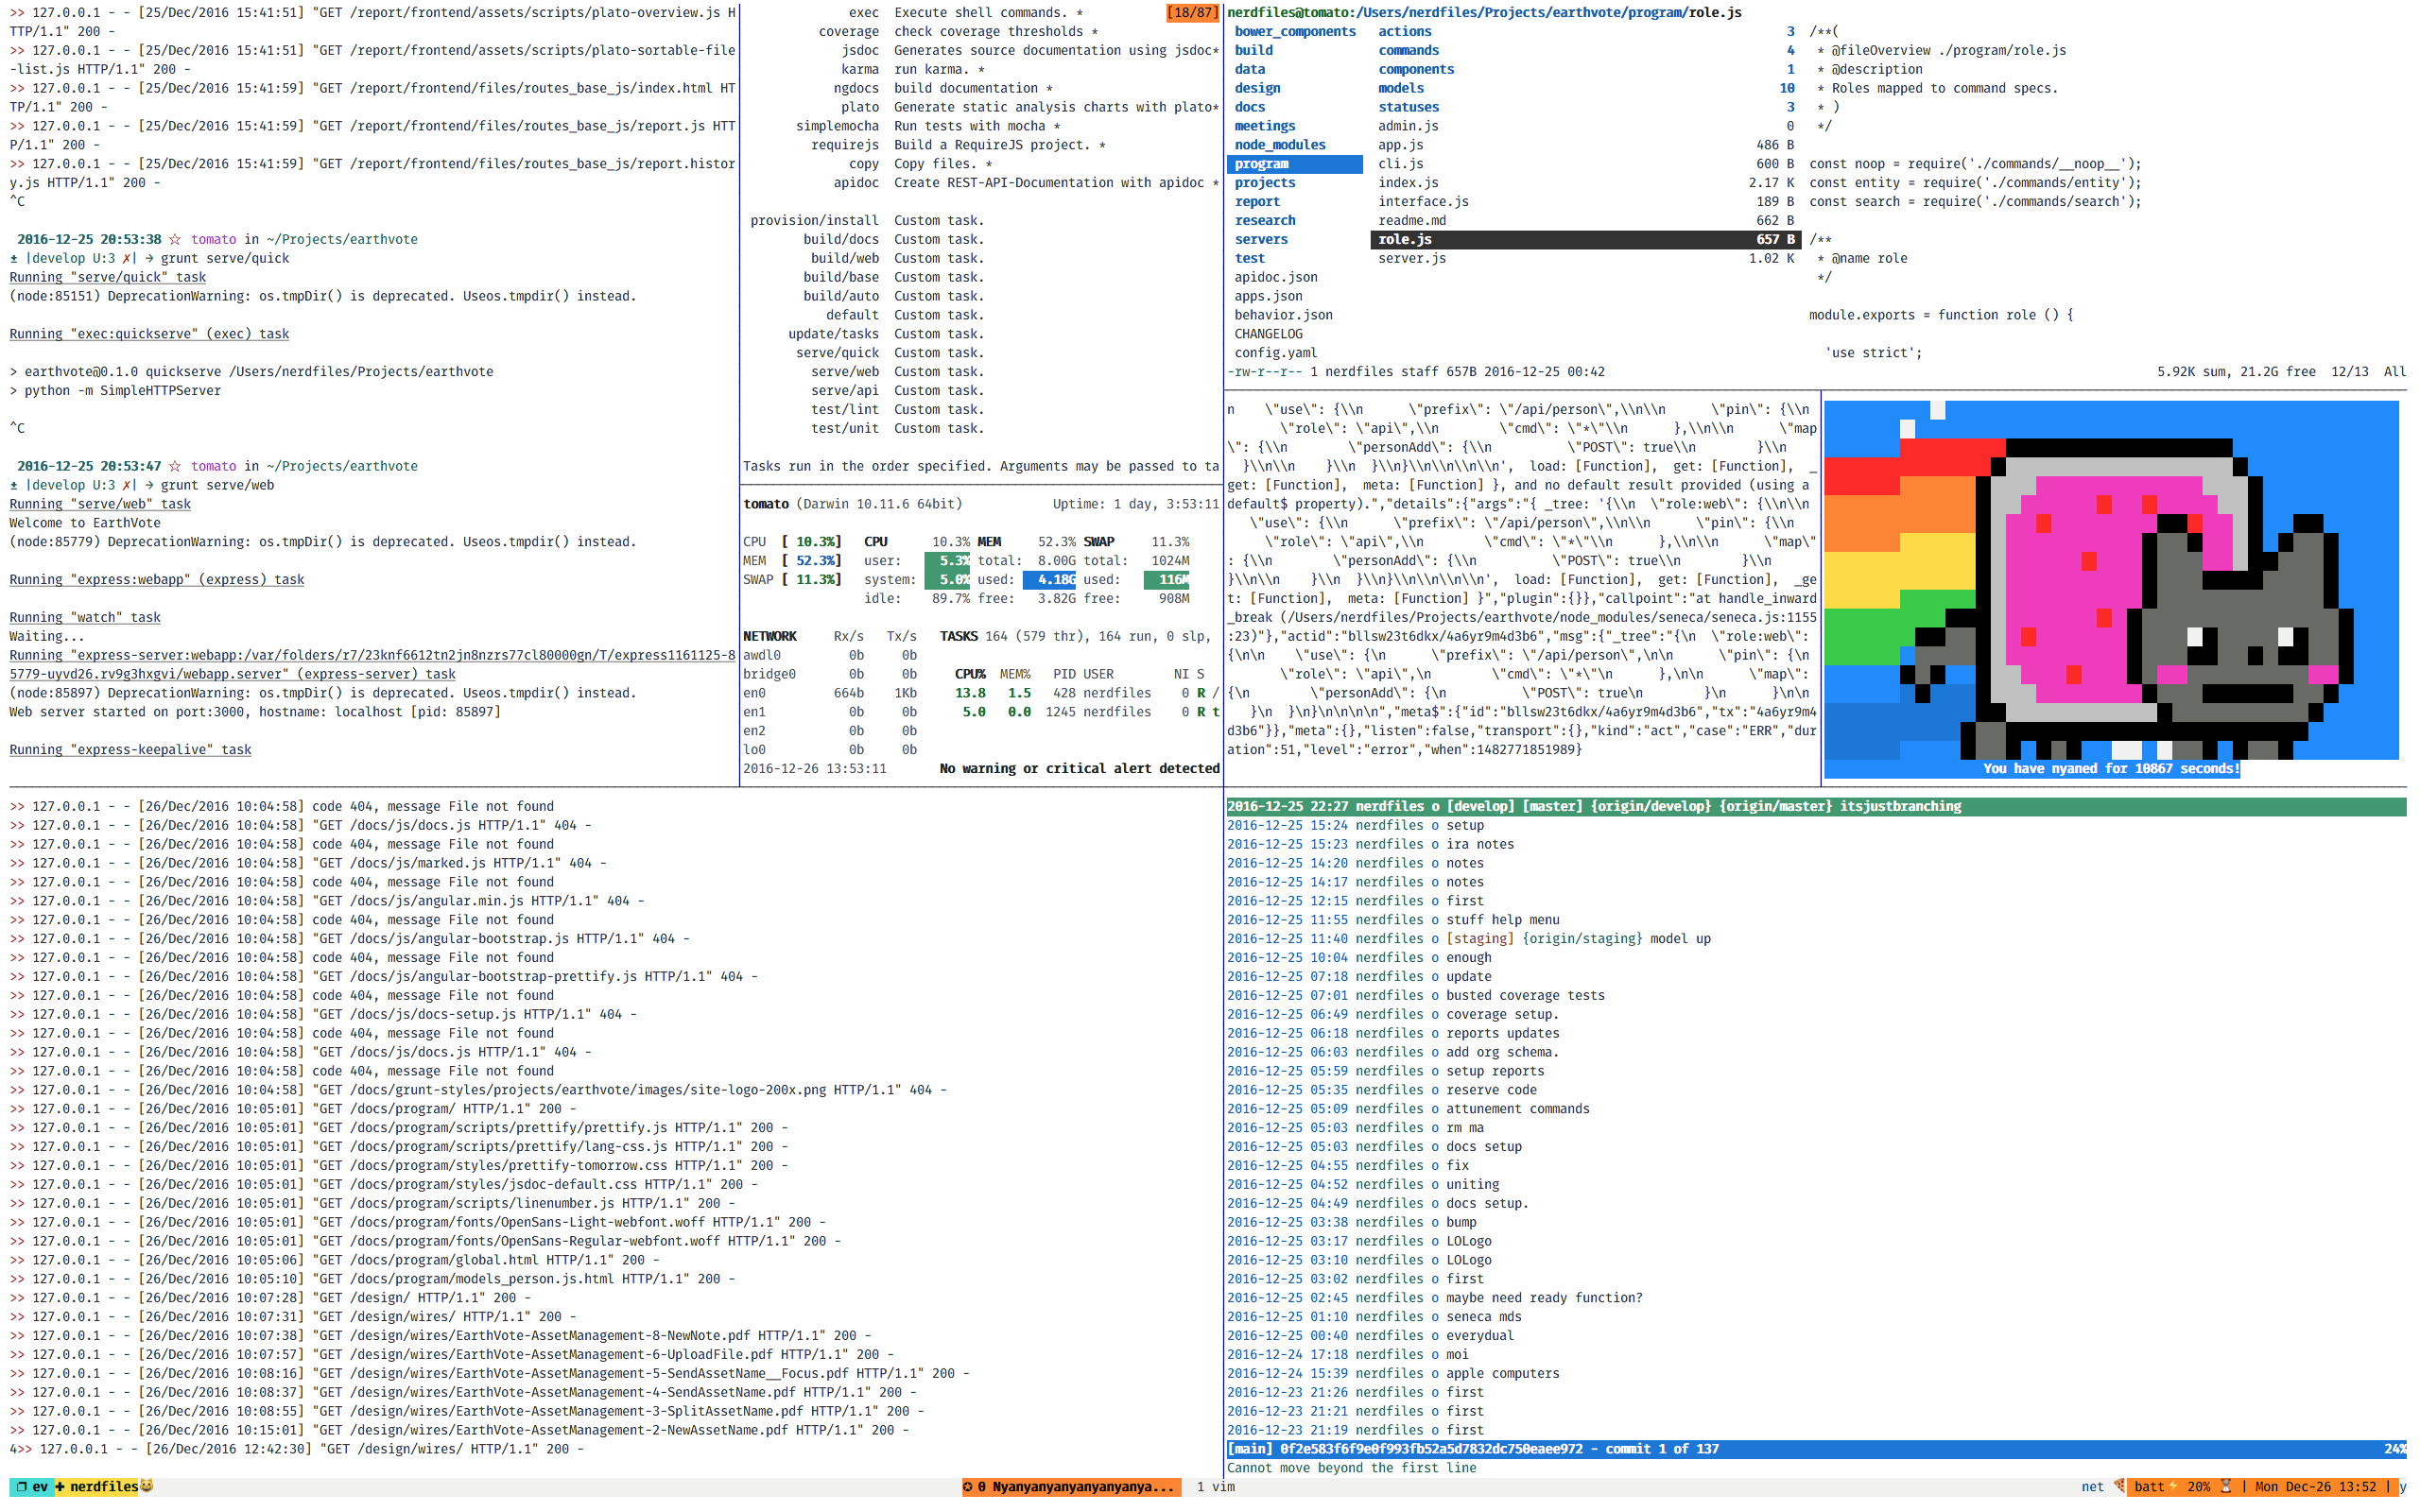 >> 127.0.0.1 - - [25/Dec/2016 15:41:51] "GET /report/frontend/assets/scripts/plato-overview.js H
TTP/1.1" 200 -
>> 127.0.0.1 - - [25/Dec/2016 15:41:51] "GET /report/frontend/assets/scripts/plato-sortable-file
-list.js HTTP/1.1" 200 -
>> 127.0.0.1 - - [25/Dec/2016 15:41:59] "GET /report/frontend/files/routes_base_js/index.html HT
TP/1.1" 200 -
>> 127.0.0.1 - - [25/Dec/2016 15:41:59] "GET /report/frontend/files/routes_base_js/report.js HTT
P/1.1" 200 -
>> 127.0.0.1 - - [25/Dec/2016 15:41:59] "GET /report/frontend/files/routes_base_js/report.histor
y.js HTTP/1.1" 200 -
^C
2016-12-25 20:53:38 ☆ tomato in ~/Projects/earthvote
± |develop U:3 ✗| → grunt serve/quick
Running "serve/quick" task
(node:85151) DeprecationWarning: os.tmpDir() is deprecated. Useos.tmpdir() instead.
Running "exec:quickserve" (exec) task
> earthvote@0.1.0 quickserve /Users/nerdfiles/Projects/earthvote
> python -m SimpleHTTPServer
^C
2016-12-25 20:53:47 ☆ tomato in ~/Projects/earthvote
± |develop U:3 ✗| → grunt serve/web
Running "serve/web" task
Welcome to EarthVote
(node:85779) DeprecationWarning: os.tmpDir() is deprecated. Useos.tmpdir() instead.
Running "express:webapp" (express) task
Running "watch" task
Waiting...
Running "express-server:webapp:/var/folders/r7/23knf6612tn2jn8nzrs77cl80000gn/T/express1161125-8
5779-uyvd26.rv9g3hxgvi/webapp.server" (express-server) task
(node:85897) DeprecationWarning: os.tmpDir() is deprecated. Useos.tmpdir() instead.
Web server started on port:3000, hostname: localhost [pid: 85897]
Running "express-keepalive" task
[18/87]
exec Execute shell commands. *
coverage check coverage thresholds *
jsdoc Generates source documentation using jsdoc*
karma run karma. *
ngdocs build documentation *
plato Generate static analysis charts with plato*
simplemocha Run tests with mocha *
requirejs Build a RequireJS project. *
copy Copy files. *
apidoc Create REST-API-Documentation with apidoc *
provision/install Custom task.
build/docs Custom task.
build/web Custom task.
build/base Custom task.
build/auto Custom task.
default Custom task.
update/tasks Custom task.
serve/quick Custom task.
serve/web Custom task.
serve/api Custom task.
test/lint Custom task.
test/unit Custom task.
Tasks run in the order specified. Arguments may be passed to ta
tomato (Darwin 10.11.6 64bit) Uptime: 1 day, 3:53:11
CPU [ 10.3%] CPU 10.3% MEM 52.3% SWAP 11.3%
MEM [ 52.3%] user: 5.3% total: 8.00G total: 1024M
SWAP [ 11.3%] system: 5.0% used: 4.18G used: 116M
idle: 89.7% free: 3.82G free: 908M
NETWORK Rx/s Tx/s TASKS 164 (579 thr), 164 run, 0 slp,
awdl0 0b 0b
bridge0 0b 0b CPU% MEM% PID USER NI S
en0 664b 1Kb 13.8 1.5 428 nerdfiles 0 R /
en1 0b 0b 5.0 0.0 1245 nerdfiles 0 R t
en2 0b 0b
lo0 0b 0b
2016-12-26 13:53:11 No warning or critical alert detected
nerdfiles@tomato:/Users/nerdfiles/Projects/earthvote/program/role.js
bower_components actions 3 /**(
build commands 4 * @fileOverview ./program/role.js
data components 1 * @description
design models 10 * Roles mapped to command specs.
docs statuses 3 * )
meetings admin.js 0 */
node_modules app.js 486 B
program cli.js 600 B const noop = require('./commands/__noop__');
projects index.js 2.17 K const entity = require('./commands/entity');
report interface.js 189 B const search = require('./commands/search');
research readme.md 662 B
servers role.js 657 B /**
test server.js 1.02 K * @name role
apidoc.json */
apps.json
behavior.json module.exports = function role () {
CHANGELOG
config.yaml 'use strict';
-rw-r--r-- 1 nerdfiles staff 657B 2016-12-25 00:42 5.92K sum, 21.2G free 12/13 All
n \"use\": {\\n \"prefix\": \"/api/person\",\\n\\n \"pin\": {\\n
\"role\": \"api\",\\n \"cmd\": \"*\"\\n },\\n\\n \"map
\": {\\n \"personAdd\": {\\n \"POST\": true\\n }\\n
}\\n\\n }\\n }\\n}\\n\\n\\n\\n', load: [Function], get: [Function], _
get: [Function], meta: [Function] }, and no default result provided (using a
default$ property).","details":{"args":"{ _tree: '{\\n \"role:web\": {\\n\\n
\"use\": {\\n \"prefix\": \"/api/person\",\\n\\n \"pin\": {\\n
\"role\": \"api\",\\n \"cmd\": \"*\"\\n },\\n\\n \"map\"
: {\\n \"personAdd\": {\\n \"POST\": true\\n }\\n
}\\n\\n }\\n }\\n}\\n\\n\\n\\n', load: [Function], get: [Function], _ge
t: [Function], meta: [Function] }","plugin":{}},"callpoint":"at handle_inward
_break (/Users/nerdfiles/Projects/earthvote/node_modules/seneca/seneca.js:1155
:23)"},"actid":"bllsw23t6dkx/4a6yr9m4d3b6","msg":{"_tree":"{\n \"role:web\":
{\n\n \"use\": {\n \"prefix\": \"/api/person\",\n\n \"pin\": {\n
\"role\": \"api\",\n \"cmd\": \"*\"\n },\n\n \"map\":
{\n \"personAdd\": {\n \"POST\": true\n }\n }\n\n
}\n }\n}\n\n\n\n","meta$":{"id":"bllsw23t6dkx/4a6yr9m4d3b6","tx":"4a6yr9m4
d3b6"}},"meta":{},"listen":false,"transport":{},"kind":"act","case":"ERR","dur
ation":51,"level":"error","when":1482771851989}
You have nyaned for 10867 seconds!
>> 127.0.0.1 - - [26/Dec/2016 10:04:58] code 404, message File not found
>> 127.0.0.1 - - [26/Dec/2016 10:04:58] "GET /docs/js/docs.js HTTP/1.1" 404 -
>> 127.0.0.1 - - [26/Dec/2016 10:04:58] code 404, message File not found
>> 127.0.0.1 - - [26/Dec/2016 10:04:58] "GET /docs/js/marked.js HTTP/1.1" 404 -
>> 127.0.0.1 - - [26/Dec/2016 10:04:58] code 404, message File not found
>> 127.0.0.1 - - [26/Dec/2016 10:04:58] "GET /docs/js/angular.min.js HTTP/1.1" 404 -
>> 127.0.0.1 - - [26/Dec/2016 10:04:58] code 404, message File not found
>> 127.0.0.1 - - [26/Dec/2016 10:04:58] "GET /docs/js/angular-bootstrap.js HTTP/1.1" 404 -
>> 127.0.0.1 - - [26/Dec/2016 10:04:58] code 404, message File not found
>> 127.0.0.1 - - [26/Dec/2016 10:04:58] "GET /docs/js/angular-bootstrap-prettify.js HTTP/1.1" 404 -
>> 127.0.0.1 - - [26/Dec/2016 10:04:58] code 404, message File not found
>> 127.0.0.1 - - [26/Dec/2016 10:04:58] "GET /docs/js/docs-setup.js HTTP/1.1" 404 -
>> 127.0.0.1 - - [26/Dec/2016 10:04:58] code 404, message File not found
>> 127.0.0.1 - - [26/Dec/2016 10:04:58] "GET /docs/js/docs.js HTTP/1.1" 404 -
>> 127.0.0.1 - - [26/Dec/2016 10:04:58] code 404, message File not found
>> 127.0.0.1 - - [26/Dec/2016 10:04:58] "GET /docs/grunt-styles/projects/earthvote/images/site-logo-200x.png HTTP/1.1" 404 -
>> 127.0.0.1 - - [26/Dec/2016 10:05:01] "GET /docs/program/ HTTP/1.1" 200 -
>> 127.0.0.1 - - [26/Dec/2016 10:05:01] "GET /docs/program/scripts/prettify/prettify.js HTTP/1.1" 200 -
>> 127.0.0.1 - - [26/Dec/2016 10:05:01] "GET /docs/program/scripts/prettify/lang-css.js HTTP/1.1" 200 -
>> 127.0.0.1 - - [26/Dec/2016 10:05:01] "GET /docs/program/styles/prettify-tomorrow.css HTTP/1.1" 200 -
>> 127.0.0.1 - - [26/Dec/2016 10:05:01] "GET /docs/program/styles/jsdoc-default.css HTTP/1.1" 200 -
>> 127.0.0.1 - - [26/Dec/2016 10:05:01] "GET /docs/program/scripts/linenumber.js HTTP/1.1" 200 -
>> 127.0.0.1 - - [26/Dec/2016 10:05:01] "GET /docs/program/fonts/OpenSans-Light-webfont.woff HTTP/1.1" 200 -
>> 127.0.0.1 - - [26/Dec/2016 10:05:01] "GET /docs/program/fonts/OpenSans-Regular-webfont.woff HTTP/1.1" 200 -
>> 127.0.0.1 - - [26/Dec/2016 10:05:06] "GET /docs/program/global.html HTTP/1.1" 200 -
>> 127.0.0.1 - - [26/Dec/2016 10:05:10] "GET /docs/program/models_person.js.html HTTP/1.1" 200 -
>> 127.0.0.1 - - [26/Dec/2016 10:07:28] "GET /design/ HTTP/1.1" 200 -
>> 127.0.0.1 - - [26/Dec/2016 10:07:31] "GET /design/wires/ HTTP/1.1" 200 -
>> 127.0.0.1 - - [26/Dec/2016 10:07:38] "GET /design/wires/EarthVote-AssetManagement-8-NewNote.pdf HTTP/1.1" 200 -
>> 127.0.0.1 - - [26/Dec/2016 10:07:57] "GET /design/wires/EarthVote-AssetManagement-6-UploadFile.pdf HTTP/1.1" 200 -
>> 127.0.0.1 - - [26/Dec/2016 10:08:16] "GET /design/wires/EarthVote-AssetManagement-5-SendAssetName__Focus.pdf HTTP/1.1" 200 -
>> 127.0.0.1 - - [26/Dec/2016 10:08:37] "GET /design/wires/EarthVote-AssetManagement-4-SendAssetName.pdf HTTP/1.1" 200 -
>> 127.0.0.1 - - [26/Dec/2016 10:08:55] "GET /design/wires/EarthVote-AssetManagement-3-SplitAssetName.pdf HTTP/1.1" 200 -
>> 127.0.0.1 - - [26/Dec/2016 10:15:01] "GET /design/wires/EarthVote-AssetManagement-2-NewAssetName.pdf HTTP/1.1" 200 -
4>> 127.0.0.1 - - [26/Dec/2016 12:42:30] "GET /design/wires/ HTTP/1.1" 200 -
2016-12-25 22:27 nerdfiles o [develop] [master] {origin/develop} {origin/master} itsjustbranching
2016-12-25 15:24 nerdfiles o setup
2016-12-25 15:23 nerdfiles o ira notes
2016-12-25 14:20 nerdfiles o notes
2016-12-25 14:17 nerdfiles o notes
2016-12-25 12:15 nerdfiles o first
2016-12-25 11:55 nerdfiles o stuff help menu
2016-12-25 11:40 nerdfiles o [staging] {origin/staging} model up
2016-12-25 10:04 nerdfiles o enough
2016-12-25 07:18 nerdfiles o update
2016-12-25 07:01 nerdfiles o busted coverage tests
2016-12-25 06:49 nerdfiles o coverage setup.
2016-12-25 06:18 nerdfiles o reports updates
2016-12-25 06:03 nerdfiles o add org schema.
2016-12-25 05:59 nerdfiles o setup reports
2016-12-25 05:35 nerdfiles o reserve code
2016-12-25 05:09 nerdfiles o attunement commands
2016-12-25 05:03 nerdfiles o rm ma
2016-12-25 05:03 nerdfiles o docs setup
2016-12-25 04:55 nerdfiles o fix
2016-12-25 04:52 nerdfiles o uniting
2016-12-25 04:49 nerdfiles o docs setup.
2016-12-25 03:38 nerdfiles o bump
2016-12-25 03:17 nerdfiles o LOLogo
2016-12-25 03:10 nerdfiles o LOLogo
2016-12-25 03:02 nerdfiles o first
2016-12-25 02:45 nerdfiles o maybe need ready function?
2016-12-25 01:10 nerdfiles o seneca mds
2016-12-25 00:40 nerdfiles o everydual
2016-12-24 17:18 nerdfiles o moi
2016-12-24 15:39 nerdfiles o apple computers
2016-12-23 21:26 nerdfiles o first
2016-12-23 21:21 nerdfiles o first
2016-12-23 21:19 nerdfiles o first
[main] 0f2e583f6f9e0f993fb52a5d7832dc750eaee972 - commit 1 of 137 24%
Cannot move beyond the first line
❐ ev ✚ nerdfiles😸 ✪ 0 Nyanyanyanyanyanyanya... 1 vim net 🍕 batt⚡ 20% ⌛ | Mon Dec-26 13:52 | y